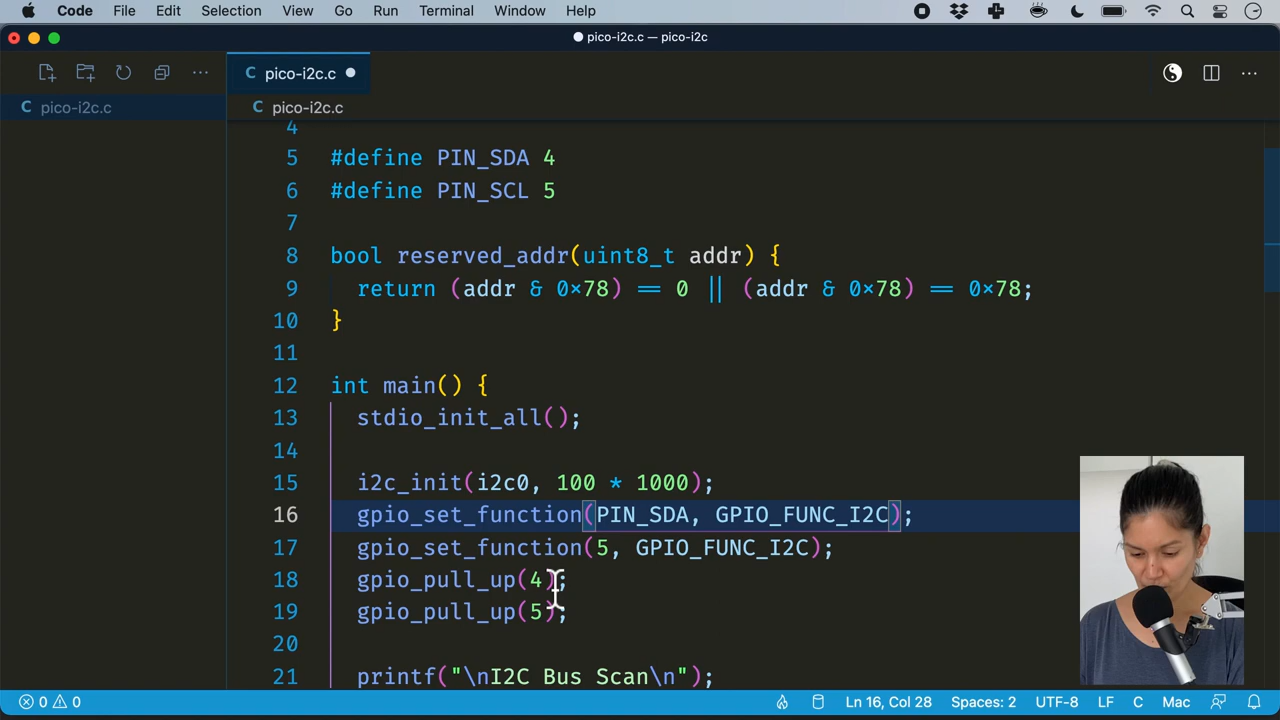 Code File Edit Selection View Go Run Terminal Window Help
pico-i2c.c — pico-i2c
C pico-i2c.c
C pico-i2c.c
C pico-i2c.c
4
5 #define PIN_SDA 4
6 #define PIN_SCL 5
7
8 bool reserved_addr(uint8_t addr) {
9 return (addr & 0x78) == 0 || (addr & 0x78) == 0x78;
10 }
11
12 int main() {
13 stdio_init_all();
14
15 i2c_init(i2c0, 100 * 1000);
16 gpio_set_function(PIN_SDA, GPIO_FUNC_I2C);
17 gpio_set_function(5, GPIO_FUNC_I2C);
18 gpio_pull_up(4);
19 gpio_pull_up(5);
20
21 printf("\nI2C Bus Scan\n");
0 0 Ln 16, Col 28 Spaces: 2 UTF-8 LF C Mac